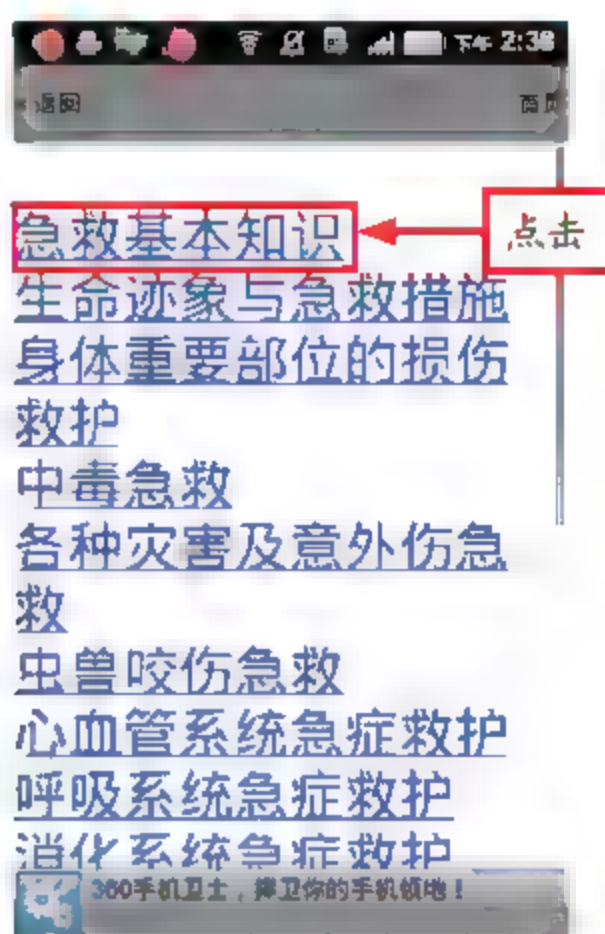 下午 2:38
返回
首页
急救基本知识
点击
生命迹象与急救措施
身体重要部位的损伤
救护
中毒急救
各种灾害及意外伤急
救
虫兽咬伤急救
心血管系统急症救护
呼吸系统急症救护
消化系统急症救护
360手机卫士，捍卫你的手机领地！